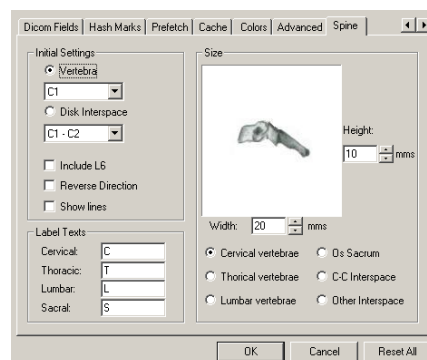 Dicom Fields Hash Marks Prefetch Cache Colors Advanced Spine
Initial Settings
Vertebra
C1
Disk Interspace
C1 - C2
Include L6
Reverse Direction
Show lines
Label Texts
Cervical: C
Thoracic: T
Lumbar: L
Sacral: S
Size
Height:
10 mms
Width: 20 mms
Cervical vertebrae Os Sacrum
Thorical vertebrae C-C Interspace
Lumbar vertebrae Other Interspace
OK Cancel Reset All